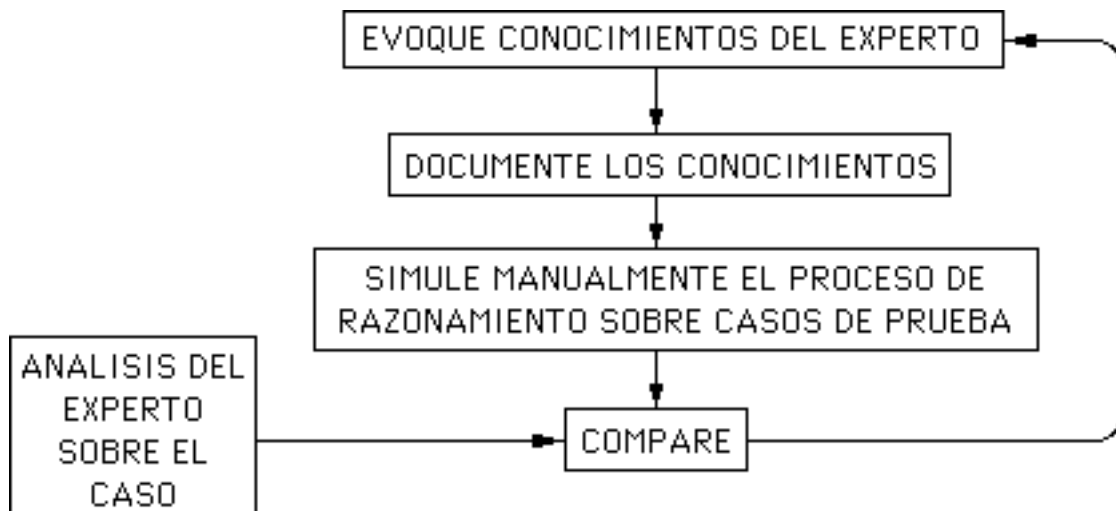 EVOQUE CONOCIMIENTOS DEL EXPERTO
DOCUMENTE LOS CONOCIMIENTOS
SIMULE MANUALMENTE EL PROCESO DE
RAZONAMIENTO SOBRE CASOS DE PRUEBA
ANALISIS DEL
EXPERTO
SOBRE EL
CASO
COMPARE